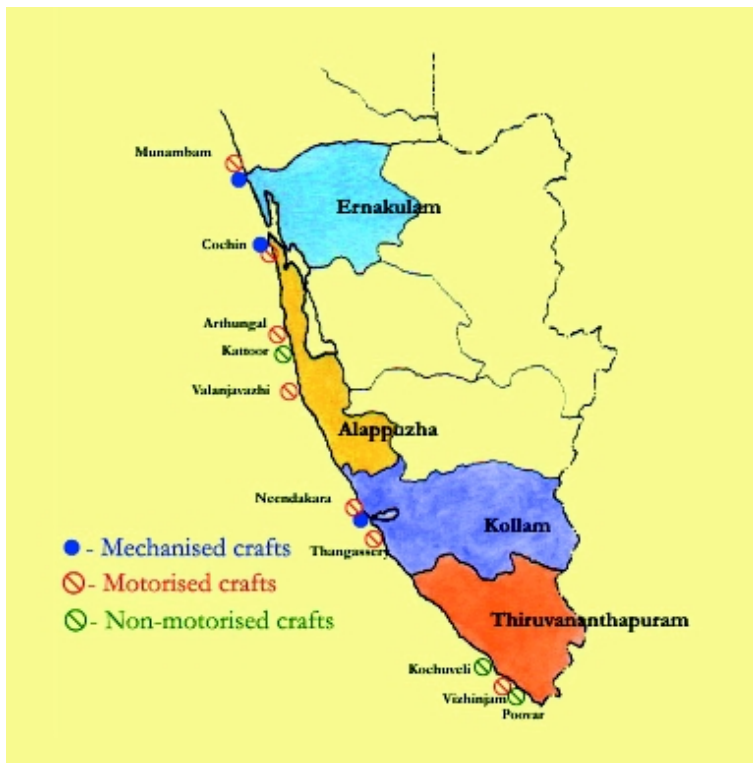 Munambam
Ernakulam
Cochin
Arthungal
Kattoor
Valanjavazhi
Alappuzha
Neendakara
Kollam
- Mechanised crafts
Thangassery
- Motorised crafts
Thiruvananthapuram
- Non-motorised crafts
Kochuveli
Vizhinjam
Poovar